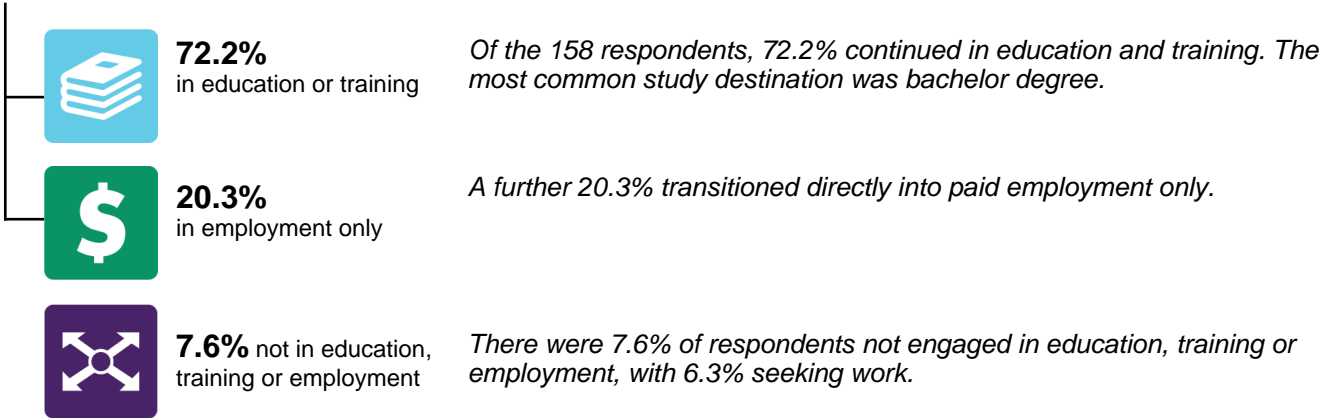 72.2%
in education or training
Of the 158 respondents, 72.2% continued in education and training. The
most common study destination was bachelor degree.
$
20.3%
in employment only
A further 20.3% transitioned directly into paid employment only.
7.6% not in education,
training or employment
There were 7.6% of respondents not engaged in education, training or
employment, with 6.3% seeking work.